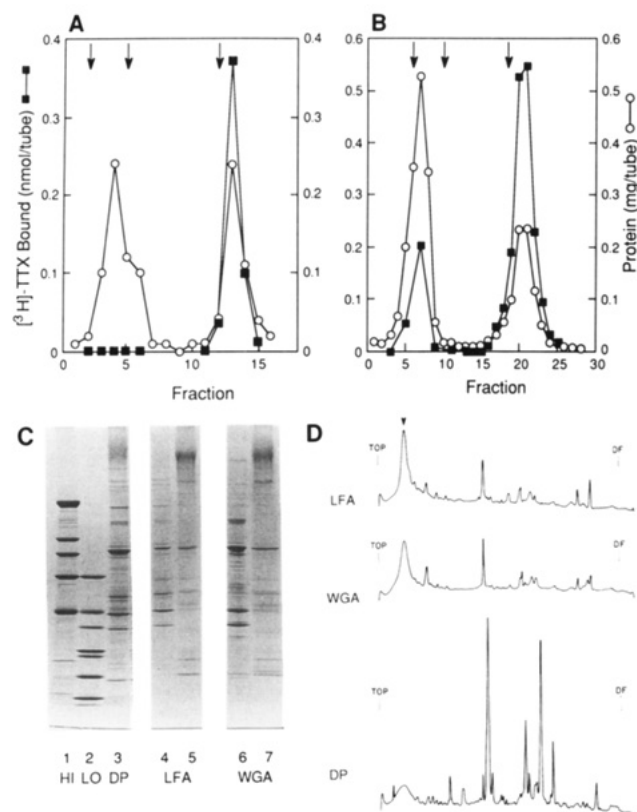 A
B
[³H]-TTX Bound (nmol/tube)
0.4
0.3
0.2
0.1
0
0.37
0.3
0.2
0.1
0
0 5 10 15
Fraction
0.6
0.5
0.4
0.3
0.2
0.1
0
0.6
0.5
0.4
0.3
0.2
0.1
0
0 5 10 15 20 25 30
Fraction
Protein (mg/tube)
C
1 2 3 4 5 6 7
HI LO DP LFA WGA
D
TOP DF
LFA
WGA
TOP DF
DP